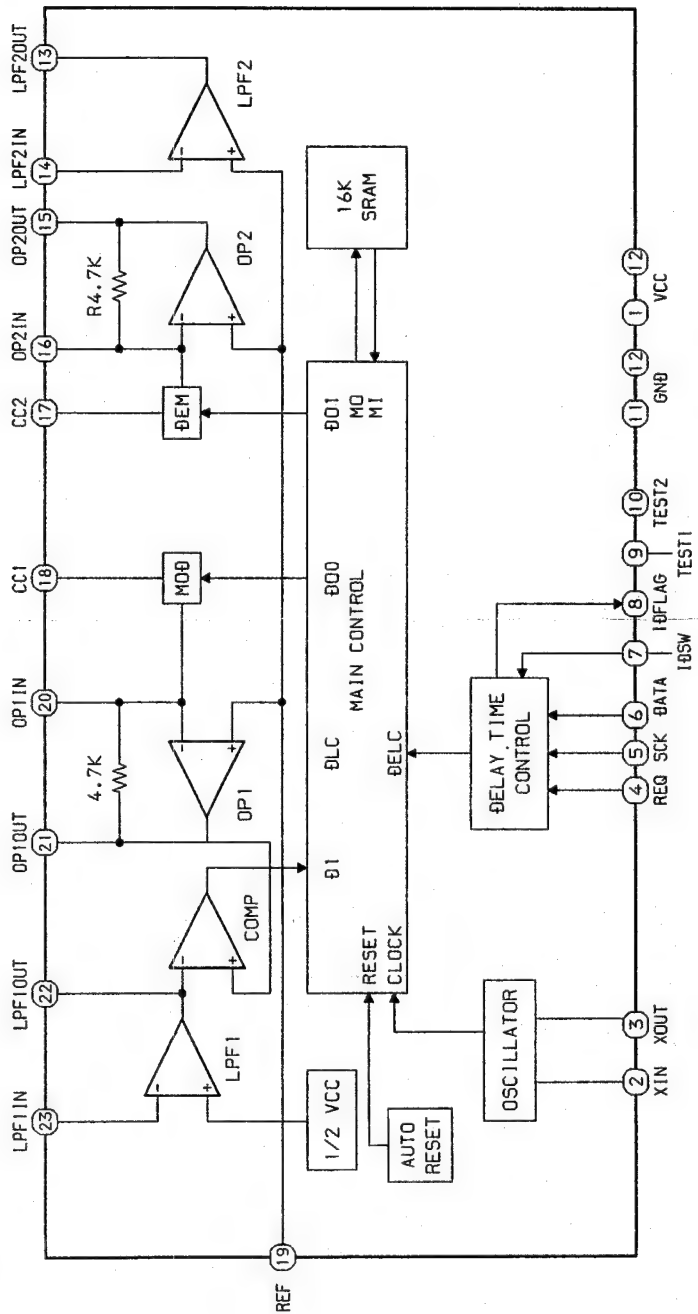 LPF1IN
LPF1OUT
OP1OUT
OP1IN
CC1
CC2
OP2IN
OP2OUT
LPF2IN
LPF2OUT
23
22
21
20
18
17
16
15
14
13
4.7K
R4.7K
MOD
DEM
-
+
-
+
-
+
-
+
-
+
LPF1
COMP
OP1
OP2
LPF2
REF
19
1/2 VCC
AUTO
RESET
RESET
CLOCK
DI
DLC
DO0
DO1
MO
MI
MAIN CONTROL
DELC
16K
SRAM
OSCILLATOR
DELAY TIME
CONTROL
2
3
4
5
6
7
8
9
10
11
12
1
12
XIN
XOUT
REQ
SCK
DATA
IDSW
IDFLAG
TEST1
TEST2
GND
VCC